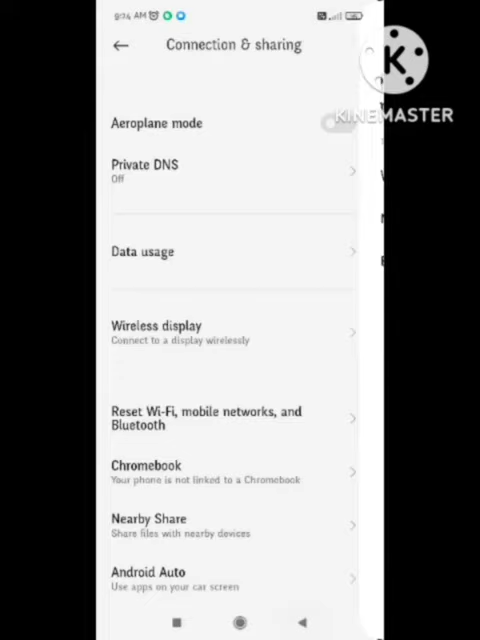 9:24 AM
Connection & sharing
K
KINEMASTER
Aeroplane mode
Private DNS
Off
Data usage
Wireless display
Connect to a display wirelessly
Reset Wi-Fi, mobile networks, and
Bluetooth
Chromebook
Your phone is not linked to a Chromebook
Nearby Share
Share files with nearby devices
Android Auto
Use apps on your car screen